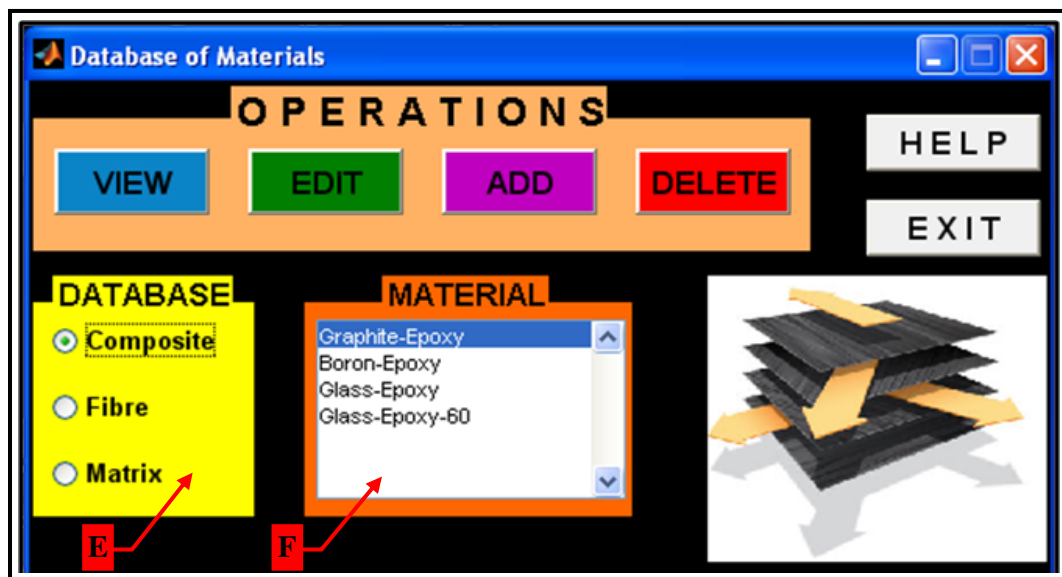 Database of Materials
OPERATIONS
VIEW EDIT ADD DELETE
HELP
EXIT
DATABASE
Composite
Fibre
Matrix
MATERIAL
Graphite-Epoxy
Boron-Epoxy
Glass-Epoxy
Glass-Epoxy-60
E
F